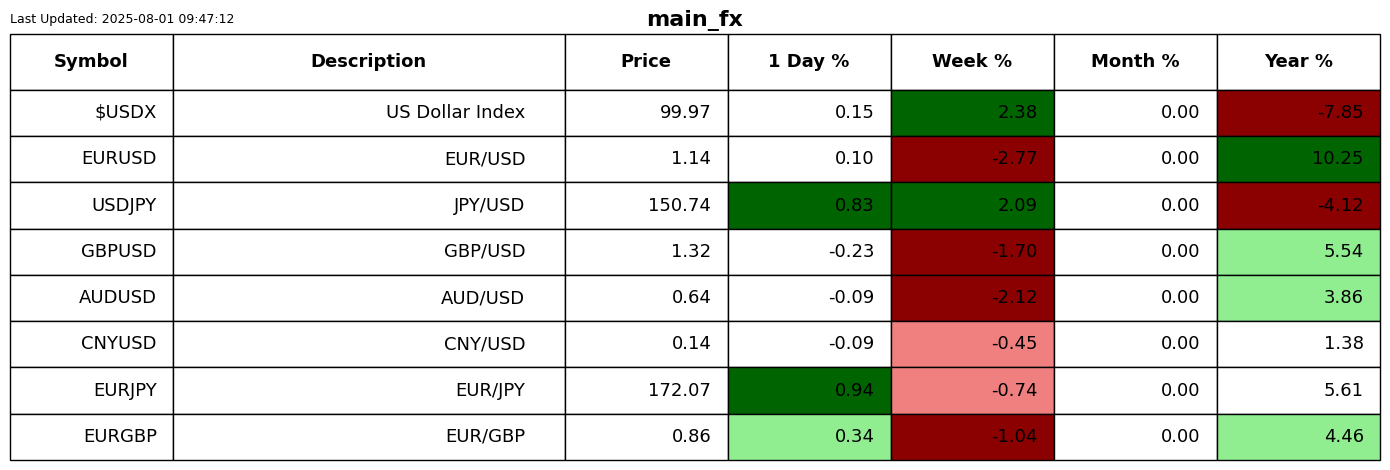 Last Updated: 2025-08-01 09:47:12
main_fx
Symbol Description Price 1 Day % Week % Month % Year %
$USDX US Dollar Index 99.97 0.15 2.38 0.00 -7.85
EURUSD EUR/USD 1.14 0.10 -2.77 0.00 10.25
USDJPY JPY/USD 150.74 0.83 2.09 0.00 -4.12
GBPUSD GBP/USD 1.32 -0.23 -1.70 0.00 5.54
AUDUSD AUD/USD 0.64 -0.09 -2.12 0.00 3.86
CNYUSD CNY/USD 0.14 -0.09 -0.45 0.00 1.38
EURJPY EUR/JPY 172.07 0.94 -0.74 0.00 5.61
EURGBP EUR/GBP 0.86 0.34 -1.04 0.00 4.46